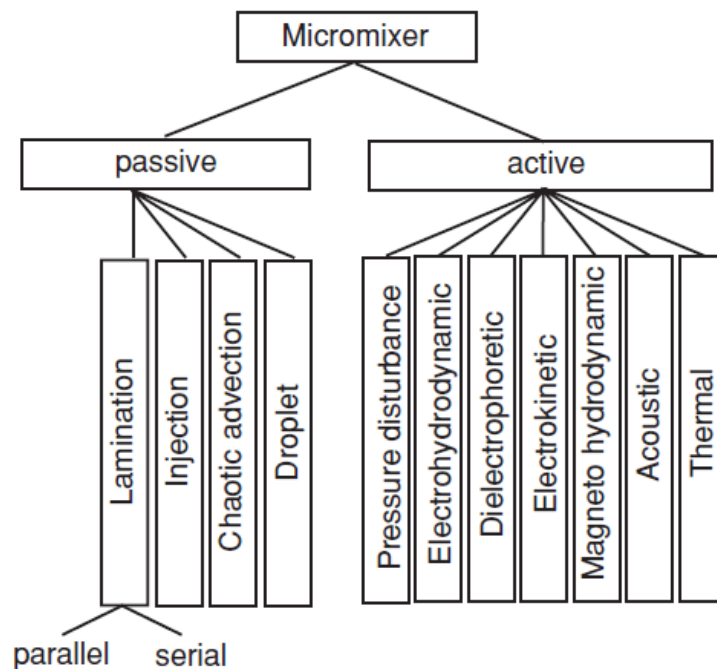 Micromixer
passive
active
Lamination
Injection
Chaotic advection
Droplet
Pressure disturbance
Electrohydrodynamic
Dielectrophoretic
Electrokinetic
Magneto hydrodynamic
Acoustic
Thermal
parallel
serial